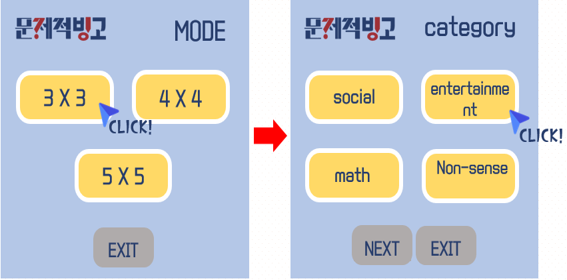 문제적빙고
MODE
3 X 3
4 X 4
CLICK!
5 X 5
EXIT
문제적빙고
category
social
entertainme
nt
CLICK!
math
Non-sense
NEXT
EXIT